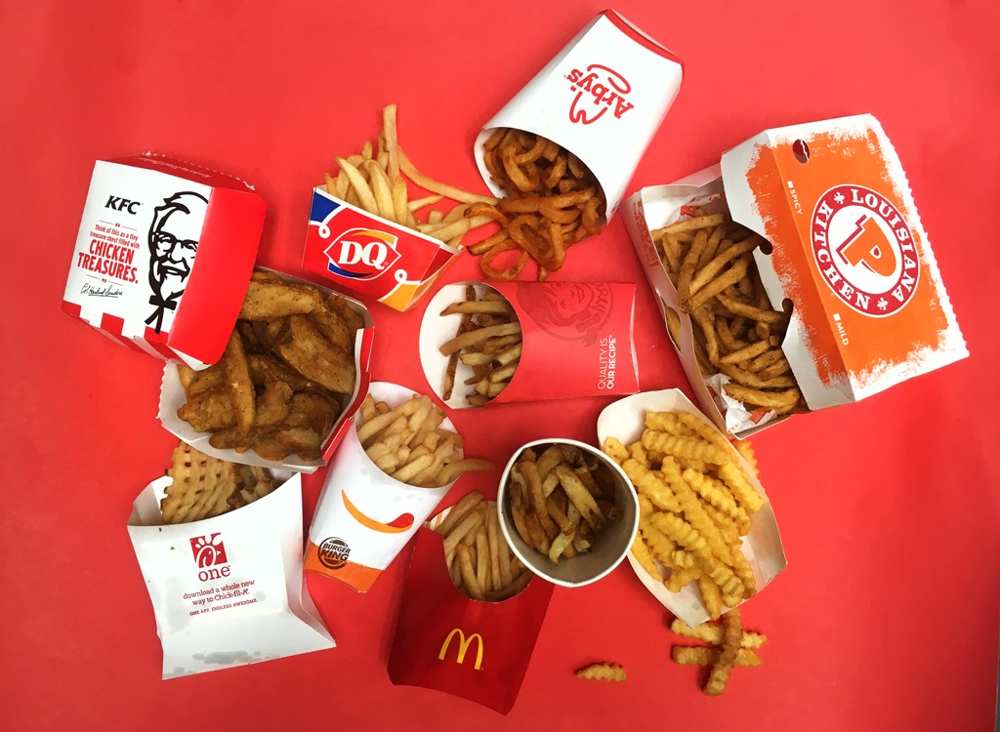 Arby's®
KFC®
"Think of this as a tiny
treasure chest filled with
CHICKEN
TREASURES."
DQ®
SPICY
LOUISIANA
KITCHEN
P
MILD
QUALITY IS
OUR RECIPE®
one™
download a whole new
way to Chick-fil-A®.
ONE APP. ENDLESS AWESOME.
BURGER
KING
M